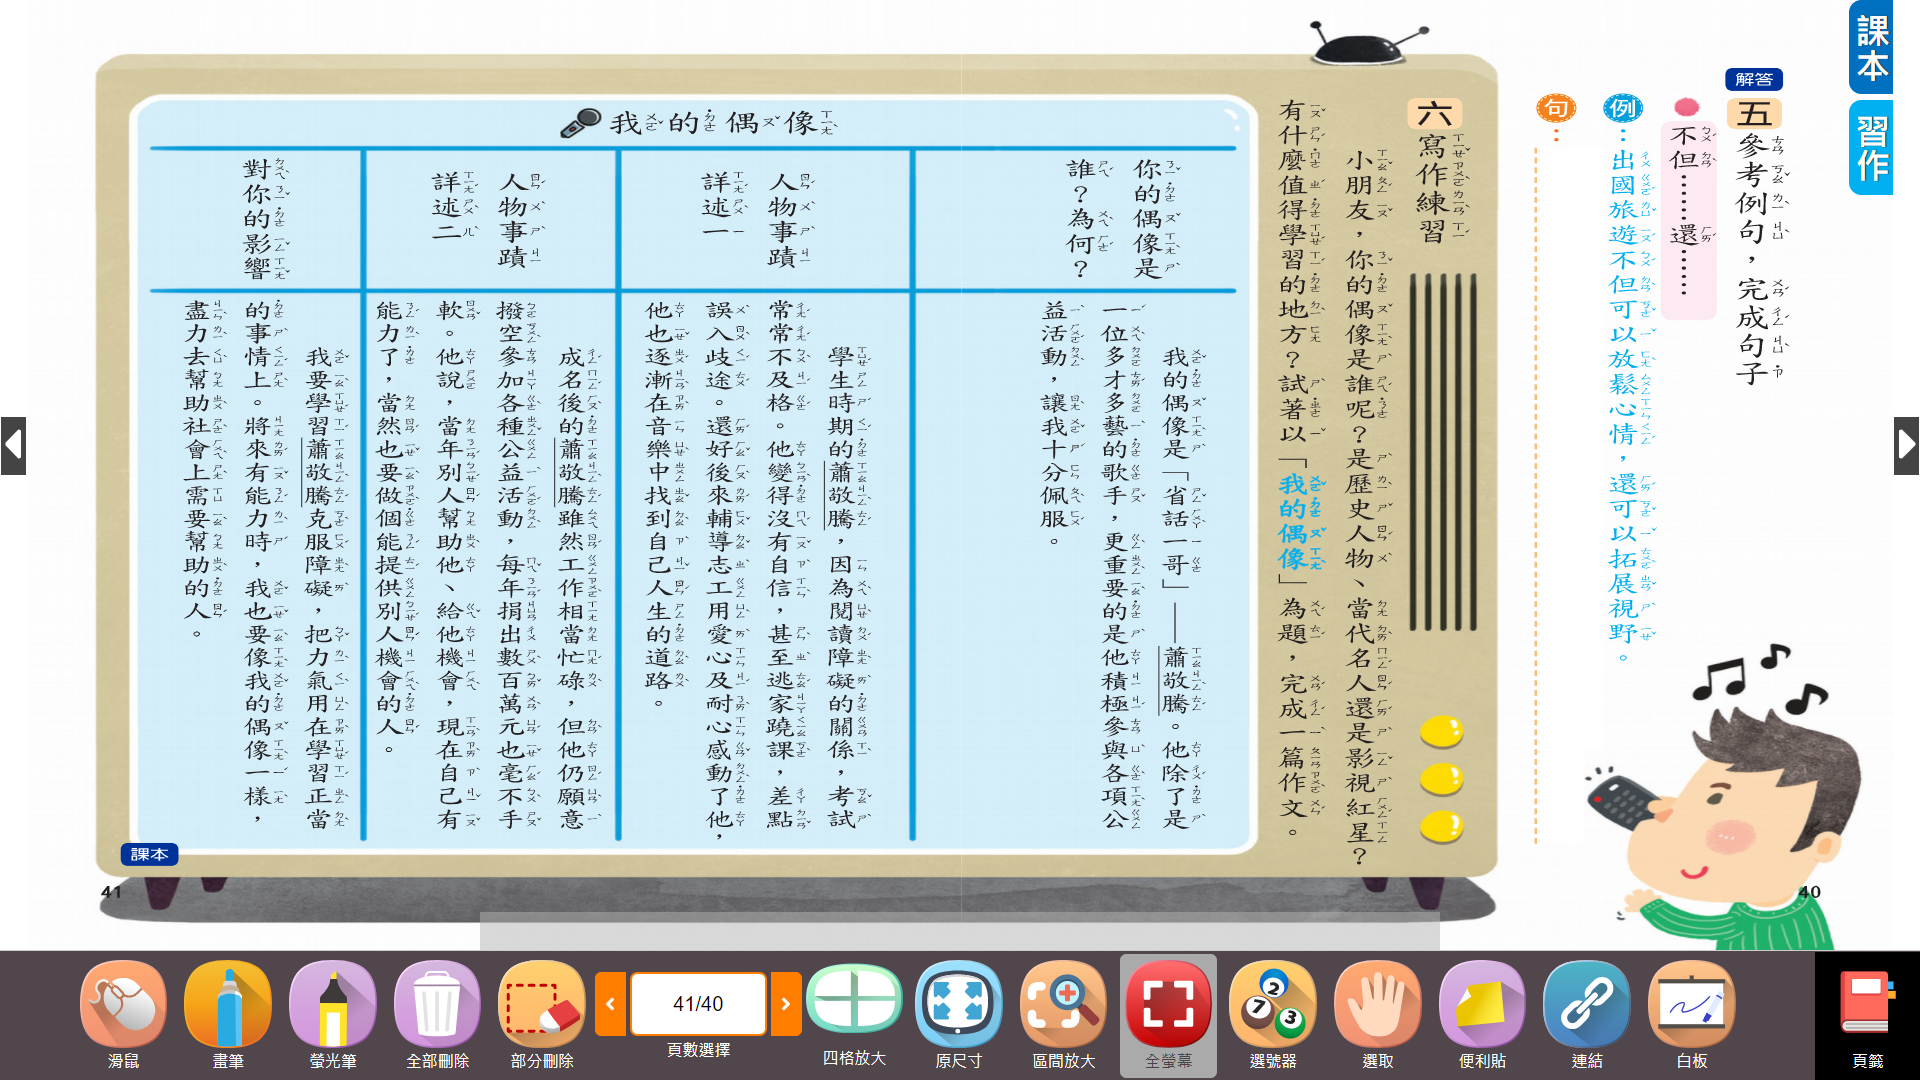 課本
習作
解答
五 參考例句，完成句子
不但……還……
例：出國旅遊不但可以放鬆心情，還可以拓展視野。
句：
六 寫作練習
小朋友，你的偶像是誰呢？是歷史人物、當代名人還是影視紅星？
有什麼值得學習的地方？試著以「我的偶像」為題，完成一篇作文。
我的偶像
你的偶像是
誰？為何？
我的偶像是「省話一哥」——蕭敬騰。他除了是
一位多才多藝的歌手，更重要的是他積極參與各項公
益活動，讓我十分佩服。
人物事蹟
詳述一
學生時期的蕭敬騰，因為閱讀障礙的關係，考試
常常不及格。他變得沒有自信，甚至逃家蹺課，差點
誤入歧途。還好後來輔導志工用愛心及耐心感動了他，
他也逐漸在音樂中找到自己人生的道路。
人物事蹟
詳述二
成名後的蕭敬騰雖然工作相當忙碌，但他仍願意
撥空參加各種公益活動，每年捐出數百萬元也毫不手
軟。他說，當年別人幫助他、給他機會，現在自己有
能力了，當然也要做個能提供別人機會的人。
對你的影響
我要學習蕭敬騰克服障礙，把力氣用在學習正當
的事情上。將來有能力時，我也要像我的偶像一樣，
盡力去幫助社會上需要幫助的人。
課本
41
40
滑鼠
畫筆
螢光筆
全部刪除
部分刪除
41/40
頁數選擇
四格放大
原尺寸
區間放大
全螢幕
2
7
3
選號器
選取
便利貼
連結
白板
頁籤